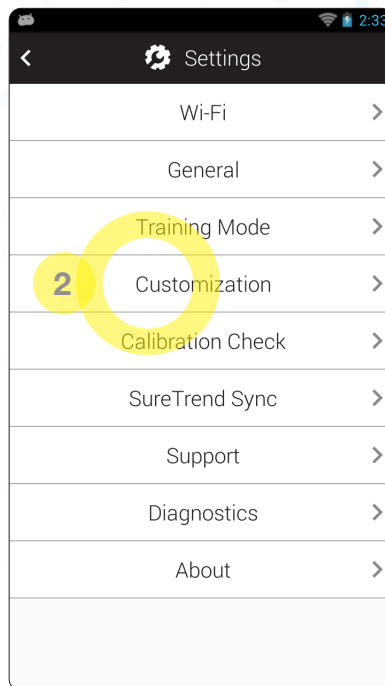 2:33
Settings
Wi-Fi
General
Training Mode
2 Customization
Calibration Check
SureTrend Sync
Support
Diagnostics
About